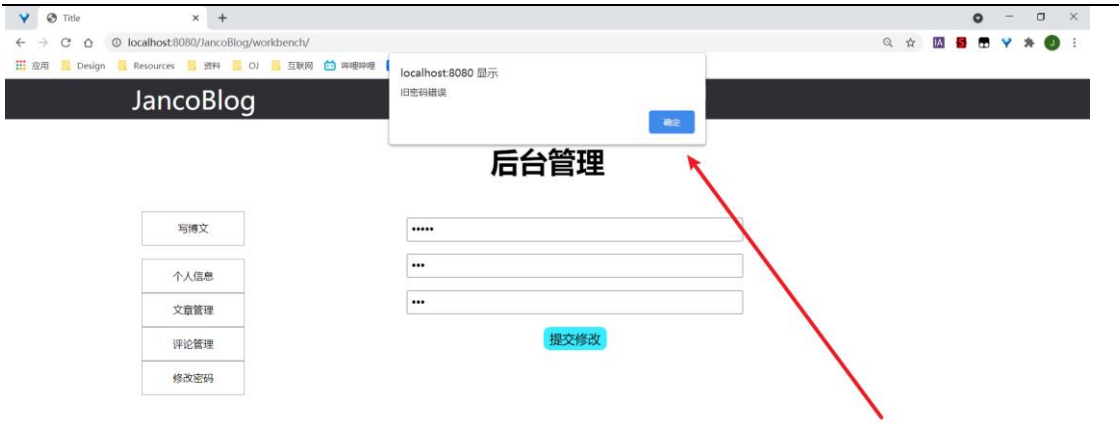 Title
localhost:8080/JancoBlog/workbench/
应用 Design Resources 资料 OJ 互联网 哔哩哔哩
localhost:8080 显示
旧密码错误
确定
JancoBlog
后台管理
写博文
个人信息
文章管理
评论管理
修改密码
•••••
•••
•••
提交修改